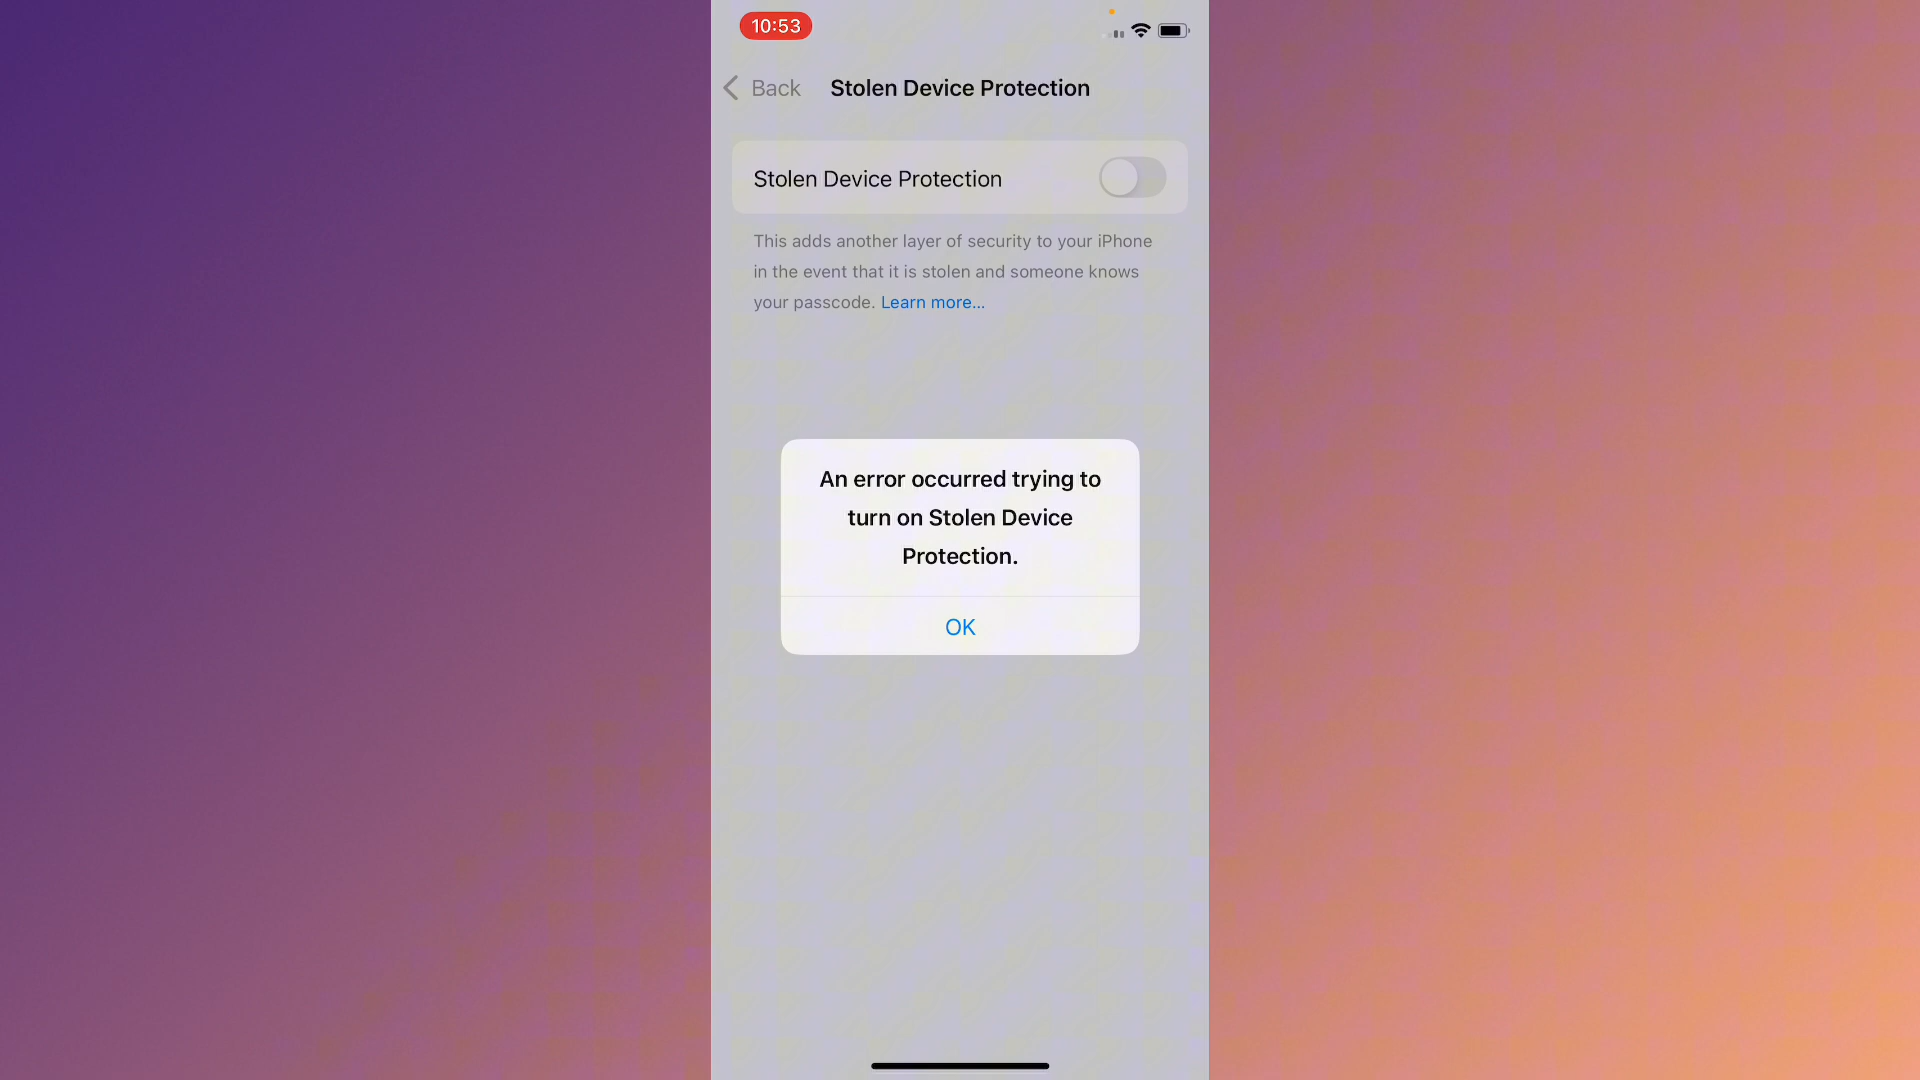 10:53
Back Stolen Device Protection
Stolen Device Protection
This adds another layer of security to your iPhone
in the event that it is stolen and someone knows
your passcode. Learn more...
An error occurred trying to
turn on Stolen Device
Protection.
OK